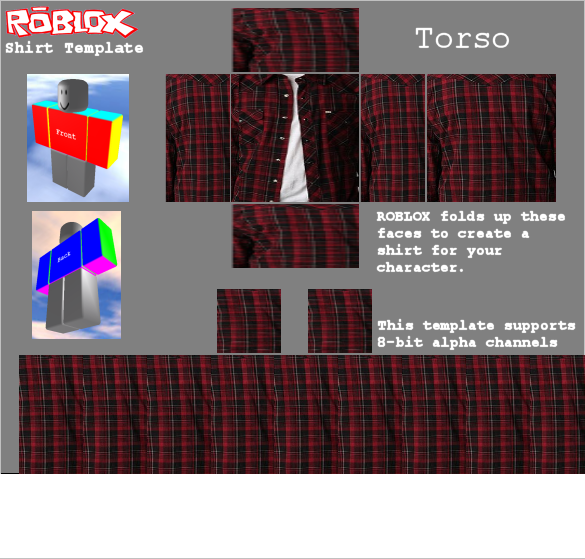 ROBLOX
Shirt Template
Torso
Front
Back
ROBLOX folds up these
faces to create a
shirt for your
character.
This template supports
8-bit alpha channels